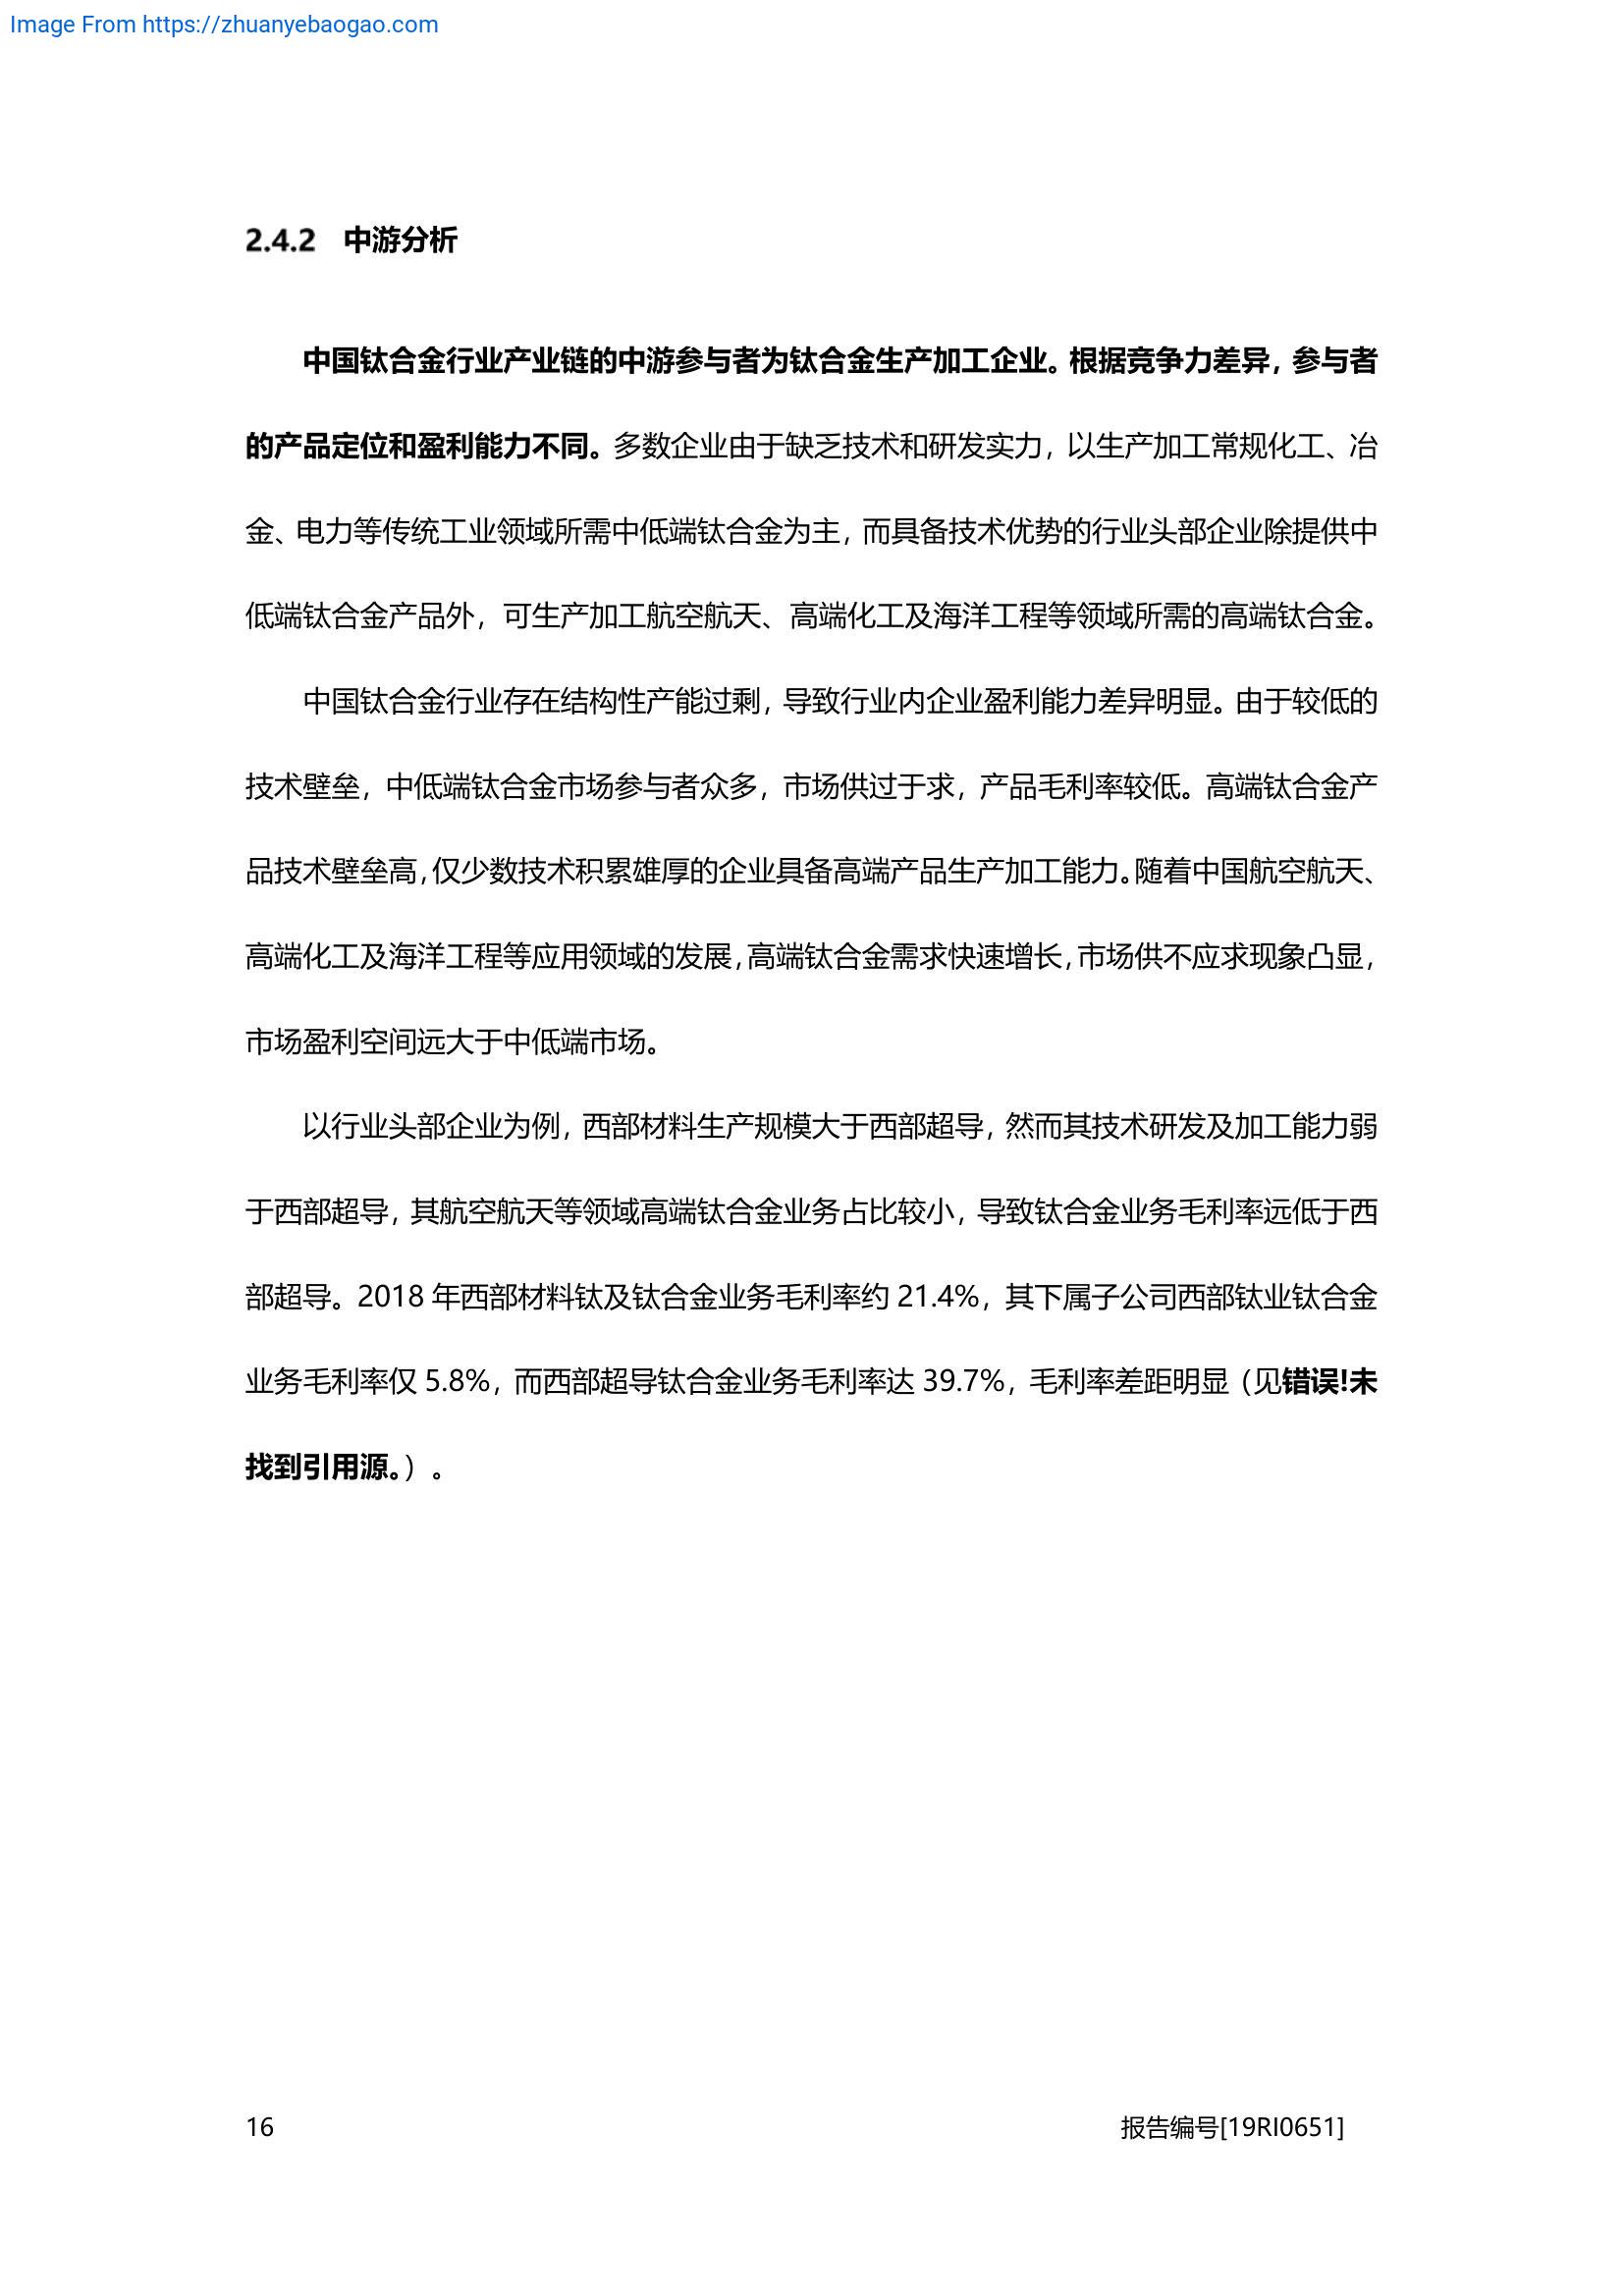 Image From https://zhuanyebaogao.com
2.4.2 中游分析
中国钛合金行业产业链的中游参与者为钛合金生产加工企业。根据竞争力差异，参与者
的产品定位和盈利能力不同。多数企业由于缺乏技术和研发实力，以生产加工常规化工、冶
金、电力等传统工业领域所需中低端钛合金为主，而具备技术优势的行业头部企业除提供中
低端钛合金产品外，可生产加工航空航天、高端化工及海洋工程等领域所需的高端钛合金。
中国钛合金行业存在结构性产能过剩，导致行业内企业盈利能力差异明显。由于较低的
技术壁垒，中低端钛合金市场参与者众多，市场供过于求，产品毛利率较低。高端钛合金产
品技术壁垒高，仅少数技术积累雄厚的企业具备高端产品生产加工能力。随着中国航空航天、
高端化工及海洋工程等应用领域的发展，高端钛合金需求快速增长，市场供不应求现象凸显，
市场盈利空间远大于中低端市场。
以行业头部企业为例，西部材料生产规模大于西部超导，然而其技术研发及加工能力弱
于西部超导，其航空航天等领域高端钛合金业务占比较小，导致钛合金业务毛利率远低于西
部超导。2018 年西部材料钛及钛合金业务毛利率约 21.4%，其下属子公司西部钛业钛合金
业务毛利率仅 5.8%，而西部超导钛合金业务毛利率达 39.7%，毛利率差距明显（见错误!未
找到引用源。）。
16 报告编号[19RI0651]